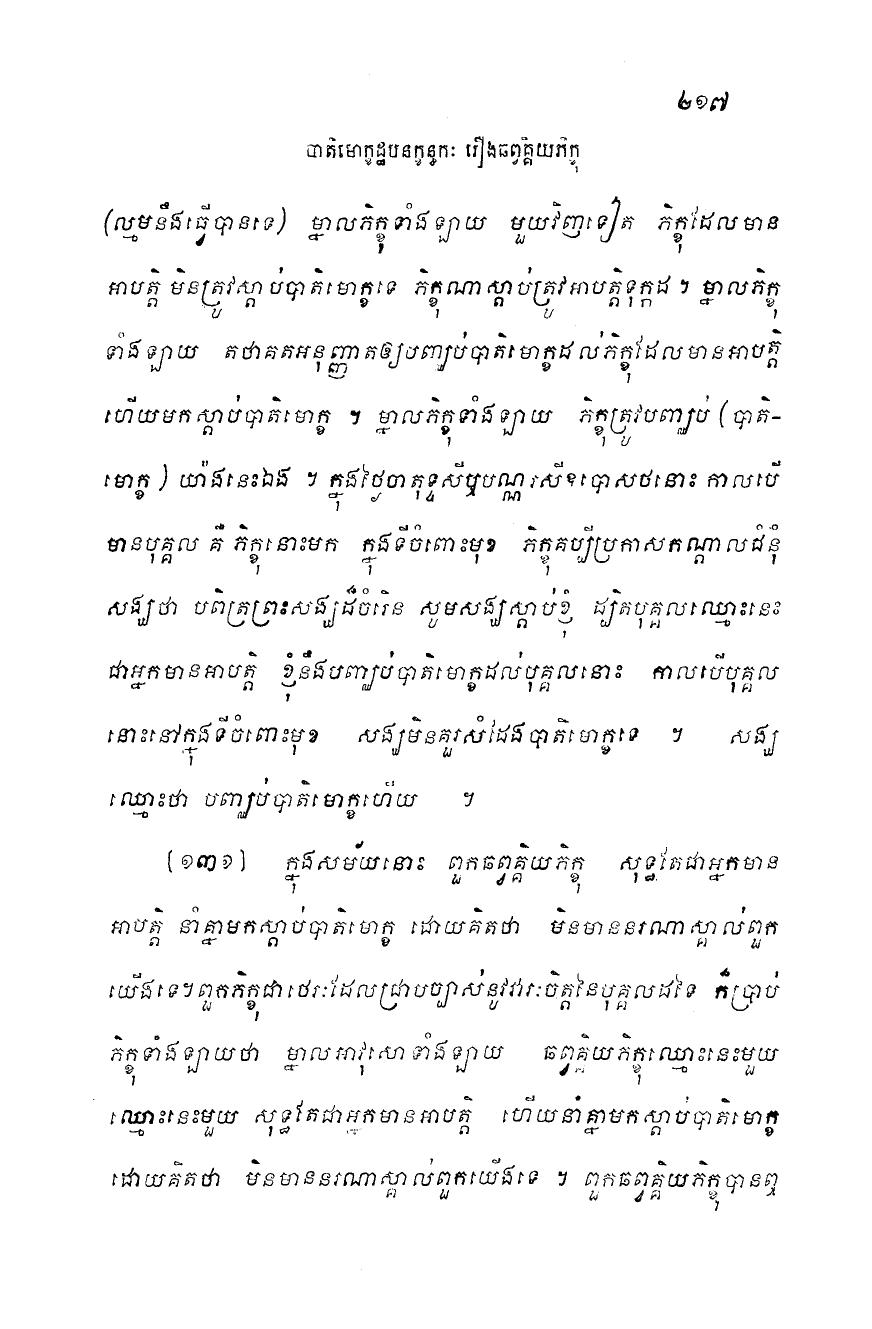 ២១៧
បាតិមោក្ខដ្ឋបនក្ខន្ធកៈ រឿងឆព្វគ្គិយភិក្ខុ
(ល្មមនឹងធ្វើបានទេ) ម្នាលភិក្ខុទាំងឡាយ មួយវិញទៀត ភិក្ខុដែលមាន
អាបត្តិ មិនត្រូវស្តាប់បាតិមោក្ខទេ ភិក្ខុណាស្តាប់ត្រូវអាបត្តិទុក្កដ ។ ម្នាលភិក្ខុ
ទាំងឡាយ តថាគតអនុញ្ញាតឲ្យបញ្ឈប់បាតិមោក្ខដល់ភិក្ខុដែលមានអាបត្តិ
ហើយមកស្តាប់បាតិមោក្ខ ។ ម្នាលភិក្ខុទាំងឡាយ ភិក្ខុត្រូវបញ្ឈប់ (បាតិ-
មោក្ខ) យ៉ាងនេះឯង ។ ក្នុងថ្ងៃចាតុទ្ទសីឬបណ្ណរសីឧបោសថនោះ កាលបើ
មានបុគ្គល គឺ ភិក្ខុនោះមក ក្នុងទីចំពោះមុខ ភិក្ខុគប្បីប្រកាសកណ្តាលជំនុំ
សង្ឃថា បពិត្រព្រះសង្ឃដ៏ចំរើន សូមសង្ឃស្តាប់ខ្ញុំ ដ្បិតបុគ្គលឈ្មោះនេះ
ជាអ្នកមានអាបត្តិ ខ្ញុំនឹងបញ្ឈប់បាតិមោក្ខដល់បុគ្គលនោះ កាលបើបុគ្គល
នោះនៅក្នុងទីចំពោះមុខ សង្ឃមិនគួរសំដែងបាតិមោក្ខទេ ។ សង្ឃ
ឈ្មោះថា បញ្ឈប់បាតិមោក្ខហើយ ។
(១៣១) ក្នុងសម័យនោះ ពួកឆព្វគ្គិយភិក្ខុ សុទ្ធតែជាអ្នកមាន
អាបត្តិ នាំគ្នាមកស្តាប់បាតិមោក្ខ ដោយគិតថា មិនមាននរណាស្គាល់ពួក
យើងទេ។ ពួកភិក្ខុជាថេរៈដែលជ្រាបច្បាស់នូវវារៈចិត្តនៃបុគ្គលដទៃ ក៏ប្រាប់
ភិក្ខុទាំងឡាយថា ម្នាលអាវុសោទាំងឡាយ ឆព្វគ្គិយភិក្ខុឈ្មោះនេះមួយ
ឈ្មោះនេះមួយ សុទ្ធតែជាអ្នកមានអាបត្តិ ហើយនាំគ្នាមកស្តាប់បាតិមោក្ខ
ដោយគិតថា មិនមាននរណាស្គាល់ពួកយើងទេ ។ ពួកឆព្វគ្គិយភិក្ខុបានឮ